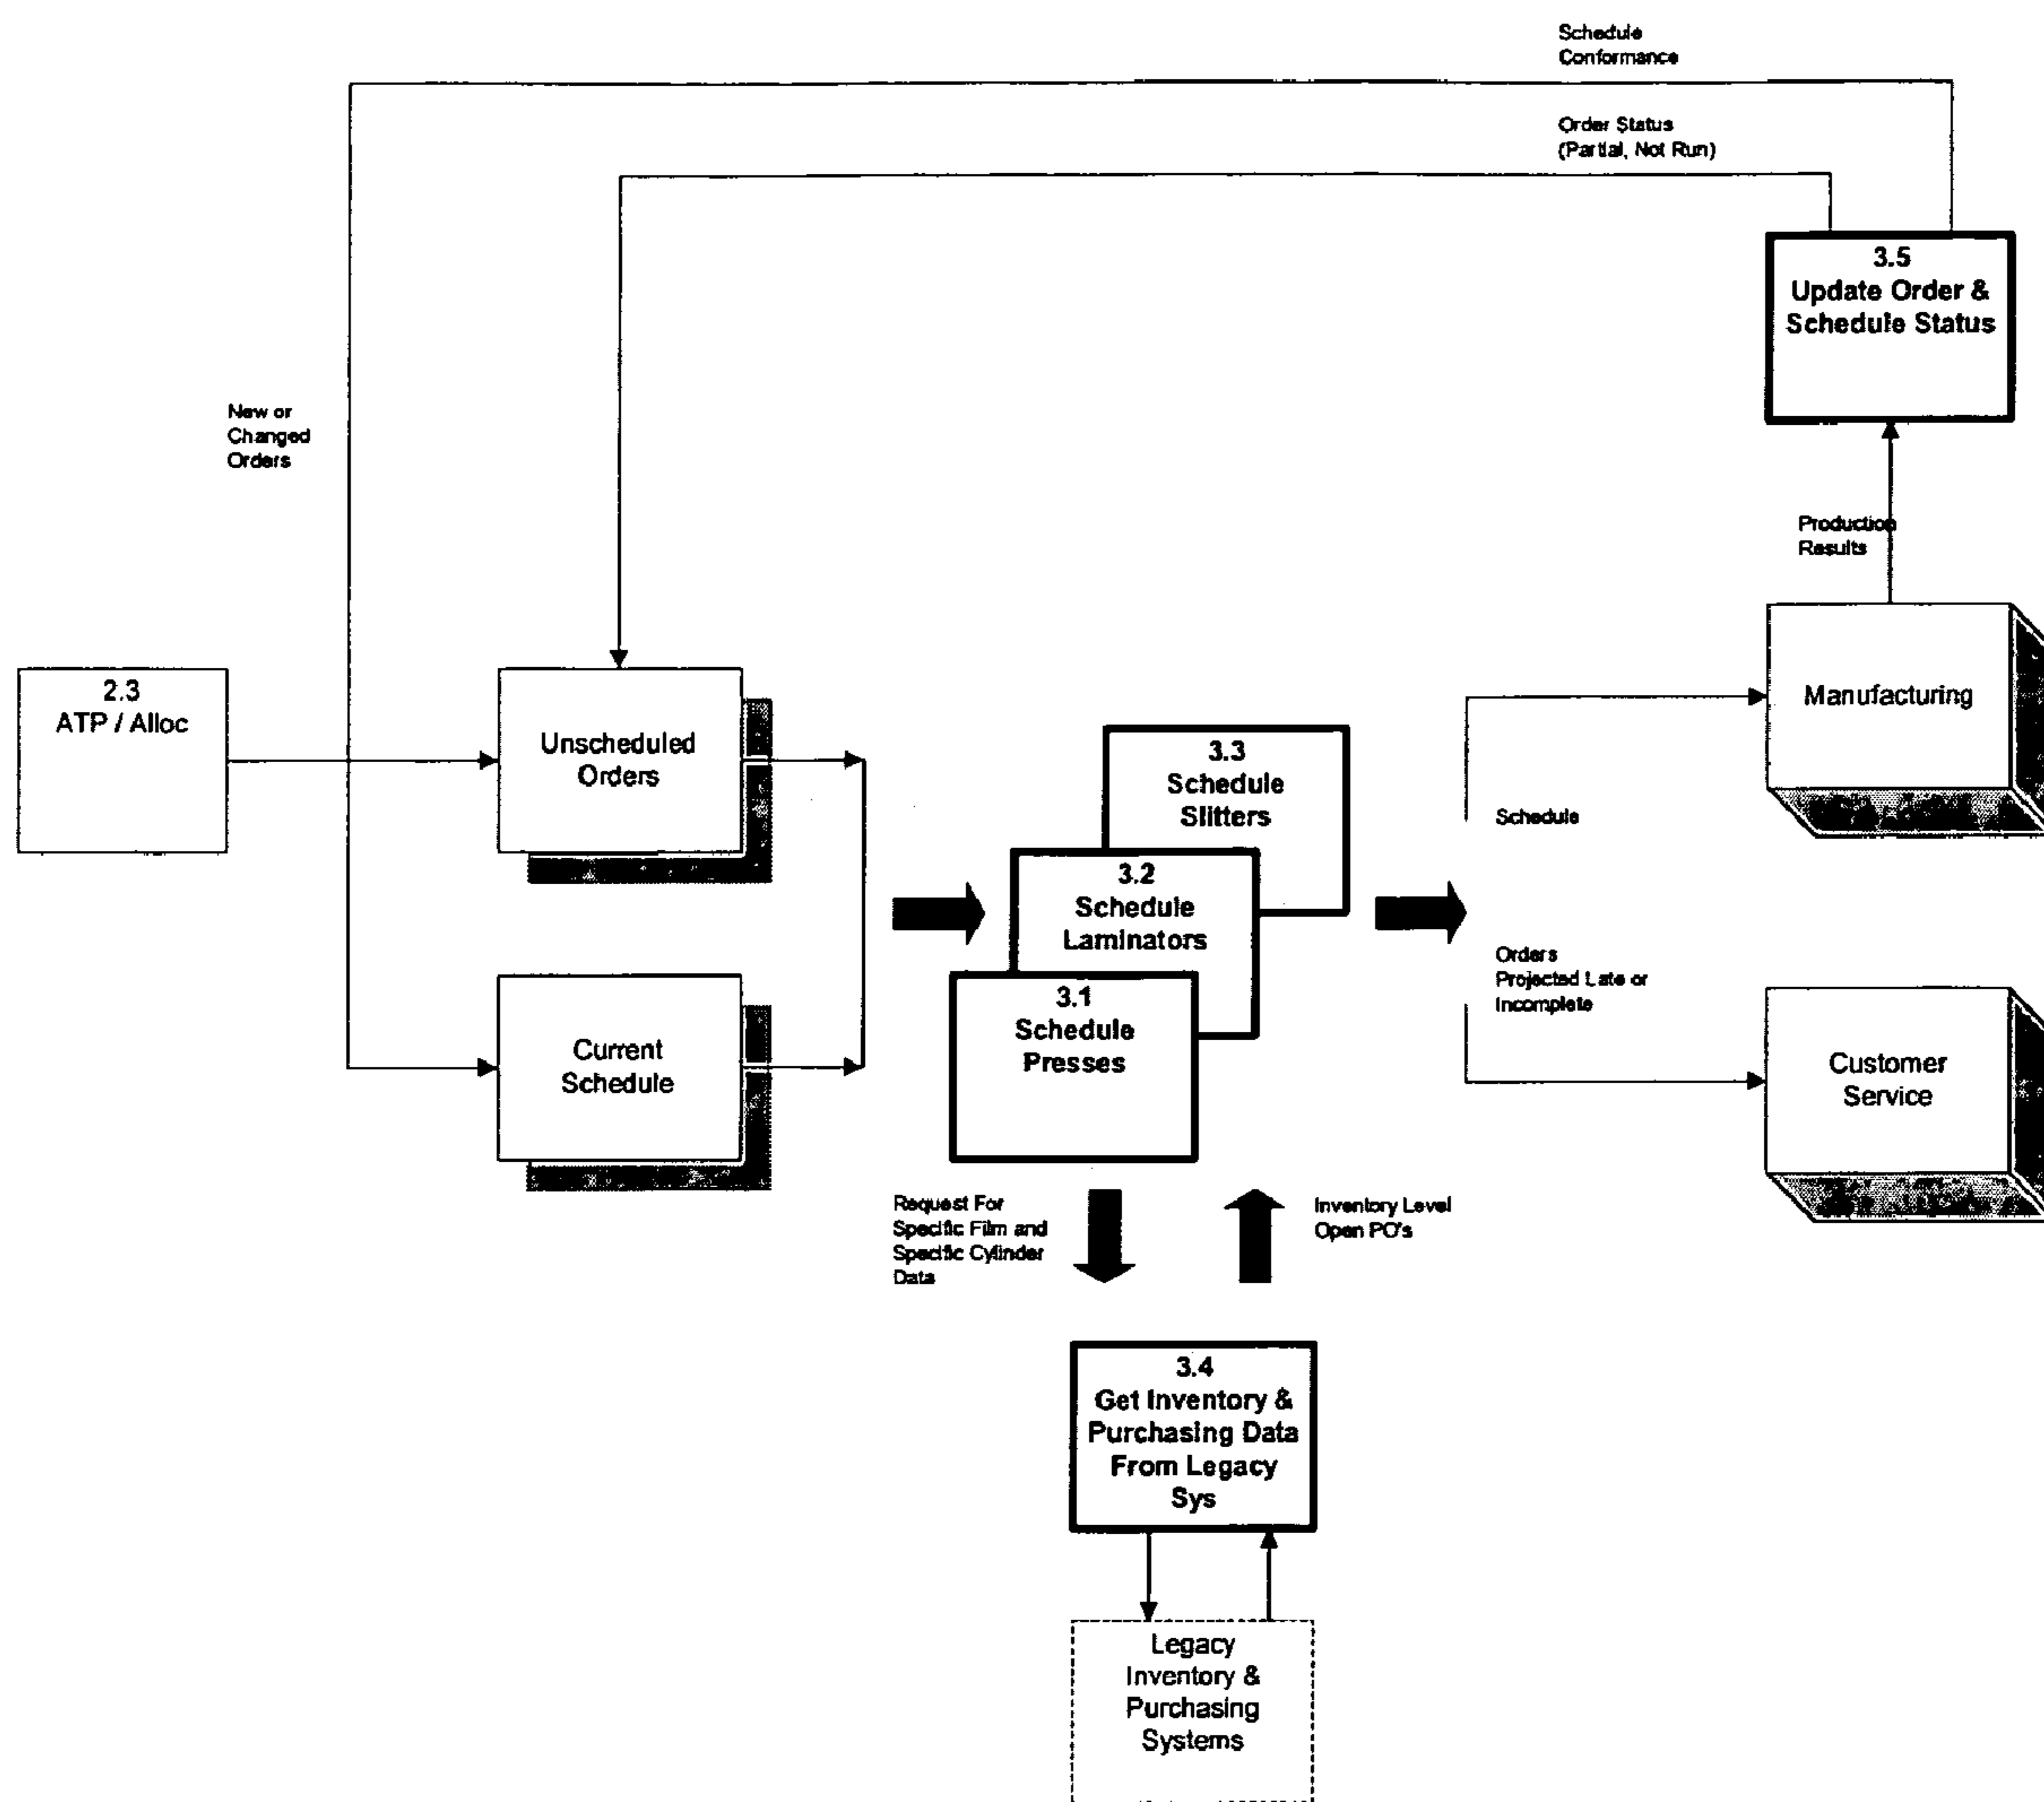 Schedule
Conformance
Order Status
(Partial, Not Run)
3.5
Update Order &
Schedule Status
New or
Changed
Orders
Production
Results
2.3
ATP / Alloc
Unscheduled
Orders
Manufacturing
3.3
Schedule
Slitters
Schedule
3.2
Schedule
Laminators
Orders
Projected Late or
Incomplete
3.1
Schedule
Presses
Current
Schedule
Customer
Service
Request For
Specific Film and
Specific Cylinder
Data
Inventory Level
Open PO's
3.4
Get Inventory &
Purchasing Data
From Legacy
Sys
Legacy
Inventory &
Purchasing
Systems